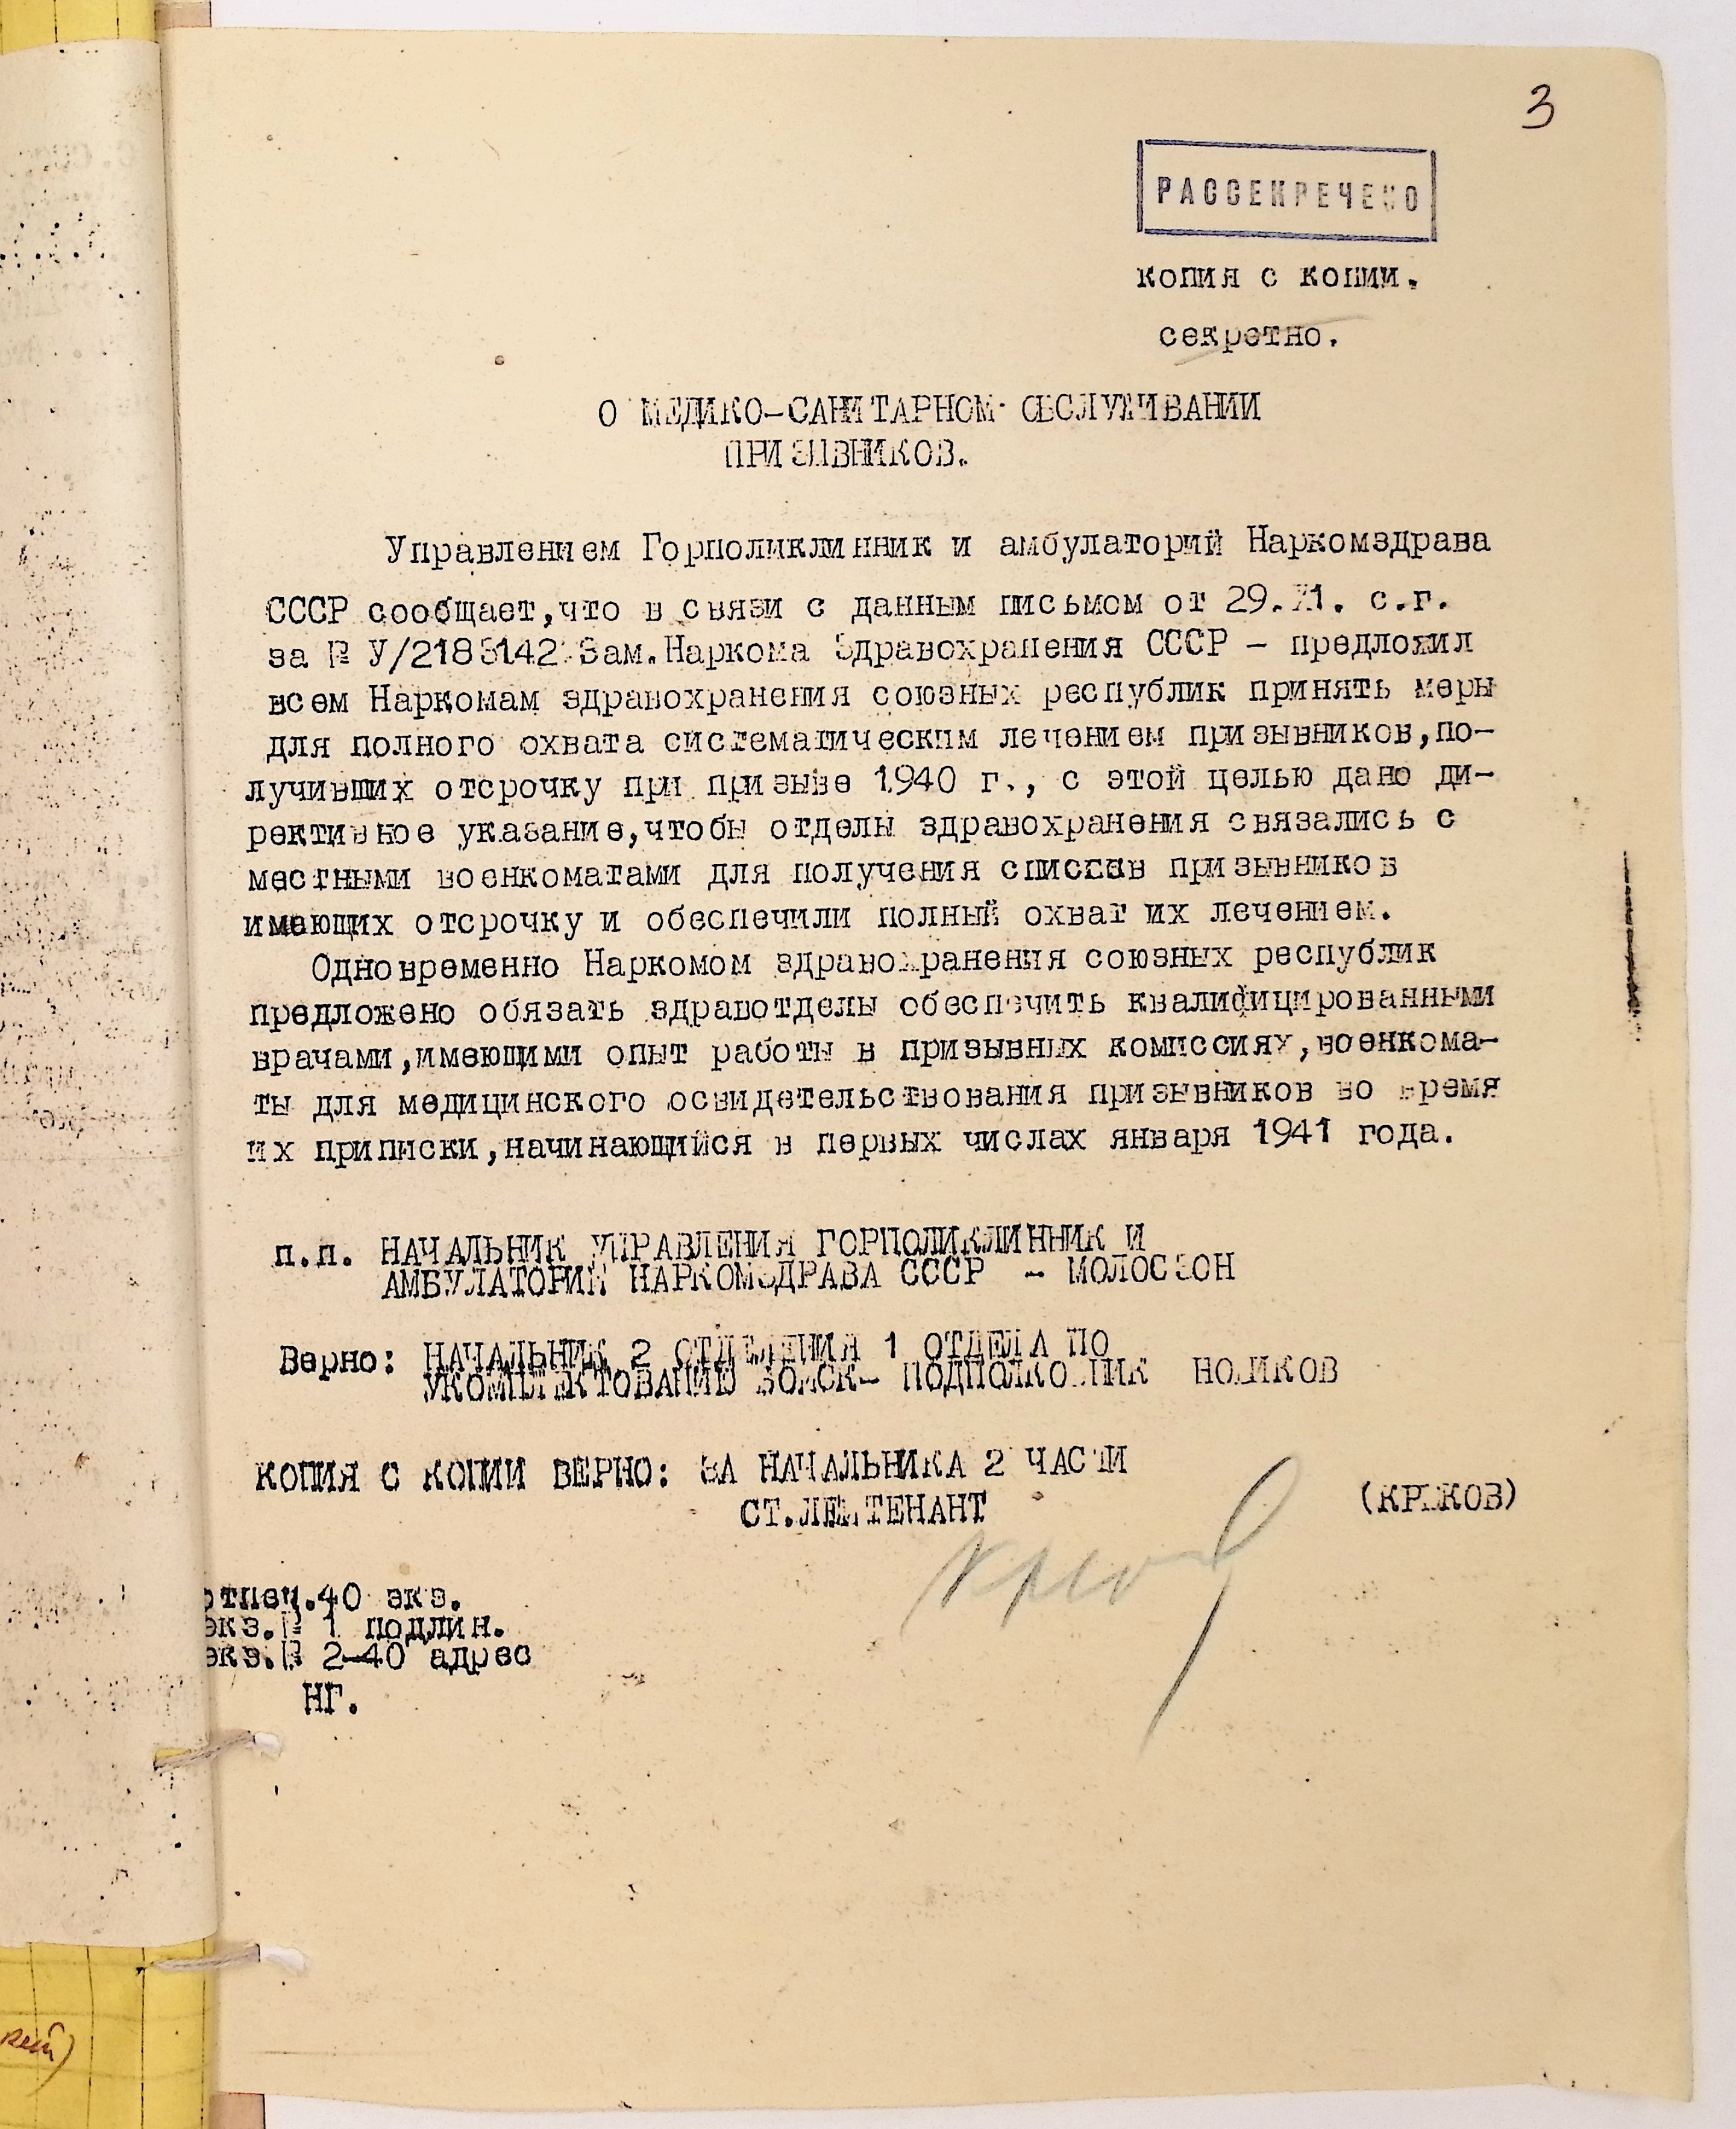 3
РАССЕКРЕЧЕНО
копия с копии.
секретно.
О МЕДИКО-САНИТАРНОМ ОБСЛУЖИВАНИИ
ПРИЗЫВНИКОВ.
Управлением Горполиклинник и амбулаторий Наркомздрава
СССР сообщает,что в связи с данным письмом от 29.XI. с.г.
за № У/2183142 Зам.Наркома Здравохранения СССР - предложил
всем Наркомам здравохранения союзных республик принять меры
для полного охвата систематическим лечением призывников,по-
лучивших отсрочку при призыве 1940 г., с этой целью дано ди-
рективное указание,чтобы отделы здравохранения связались с
местными военкоматами для получения списков призывников
имеющих отсрочку и обеспечили полный охват их лечением.
Одновременно Наркомом здравохранения союзных республик
предложено обязать здравотделы обеспечить квалифицированными
врачами,имеющими опыт работы в призывных комиссиях,военкома-
ты для медицинского освидетельствования призывников во время
их приписки,начинающийся в первых числах января 1941 года.
п.п. НАЧАЛЬНИК УПРАВЛЕНИЯ ГОРПОЛИКЛИННИК И
АМБУЛАТОРИЙ НАРКОМЗДРАВА СССР - МОЛОСЗОН
Верно: НАЧАЛЬНИК 2 ОТДЕЛЕНИЯ 1 ОТДЕЛА ПО
УКОМПЛЕКТОВАНИЮ ВОЙСК- ПОДПОЛКОВНИК НОВИКОВ
КОПИЯ С КОПИИ ВЕРНО: ЗА НАЧАЛЬНИКА 2 ЧАСТИ
СТ.ЛЕЙТЕНАНТ (КРЮКОВ)
отпеч.40 экз.
экз.№ 1 подлин.
экз.№ 2-40 адрес
НГ.